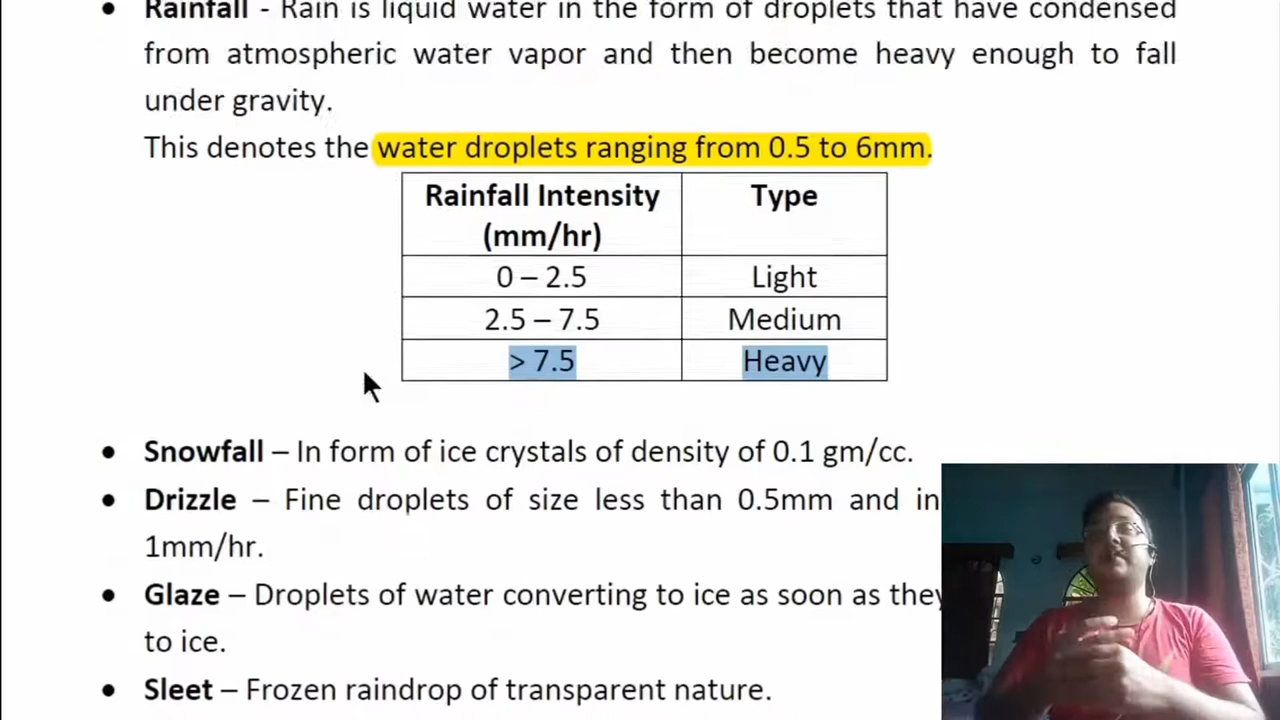 • Rainfall - Rain is liquid water in the form of droplets that have condensed
from atmospheric water vapor and then become heavy enough to fall
under gravity.
This denotes the water droplets ranging from 0.5 to 6mm.
Rainfall Intensity (mm/hr) Type
0 – 2.5 Light
2.5 – 7.5 Medium
> 7.5 Heavy
• Snowfall – In form of ice crystals of density of 0.1 gm/cc.
• Drizzle – Fine droplets of size less than 0.5mm and in
1mm/hr.
• Glaze – Droplets of water converting to ice as soon as they
to ice.
• Sleet – Frozen raindrop of transparent nature.